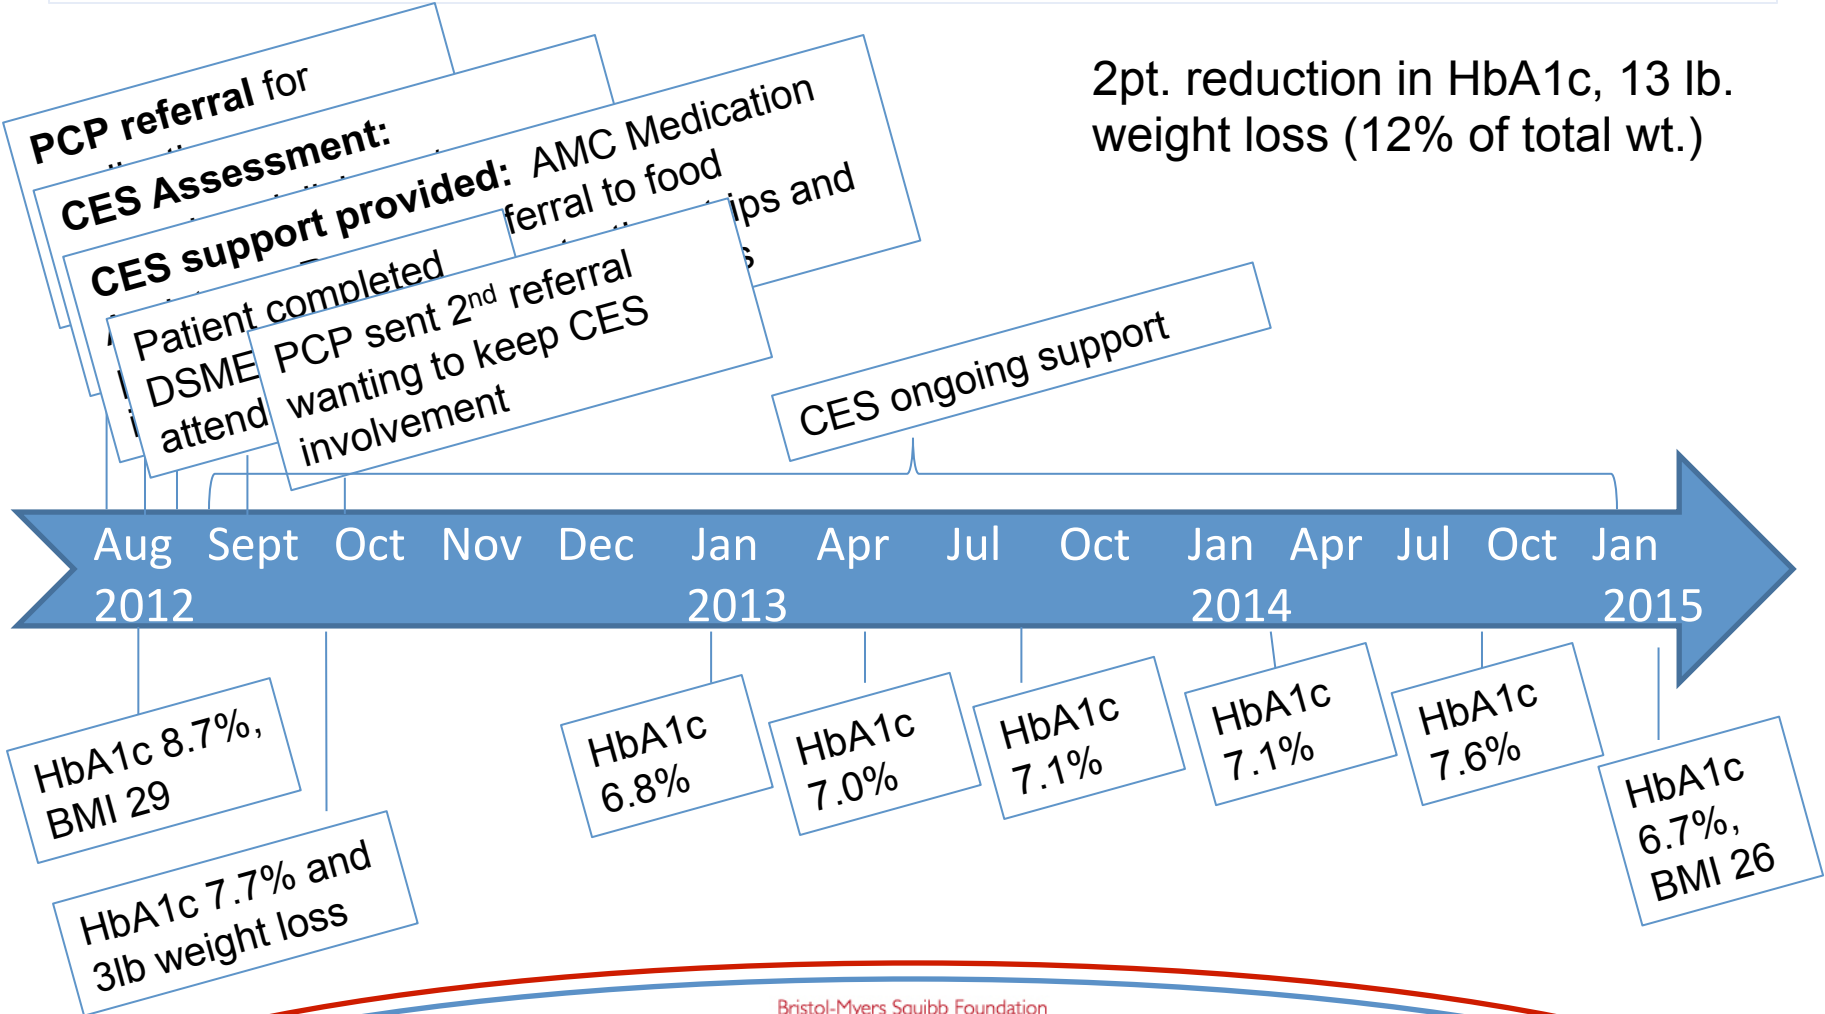 2pt. reduction in HbA1c, 13 lb.
weight loss (12% of total wt.)
PCP referral for
CES Assessment:
CES support provided: AMC Medication
ferral to food
ips and
Patient completed
DSME
attend
PCP sent 2nd referral
wanting to keep CES
involvement
CES ongoing support
Aug Sept Oct Nov Dec Jan Apr Jul Oct Jan Apr Jul Oct Jan
2012 2013 2014 2015
HbA1c 8.7%,
BMI 29
HbA1c 7.7% and
3lb weight loss
HbA1c
6.8%
HbA1c
7.0%
HbA1c
7.1%
HbA1c
7.1%
HbA1c
7.6%
HbA1c
6.7%,
BMI 26
Bristol-Myers Squibb Foundation